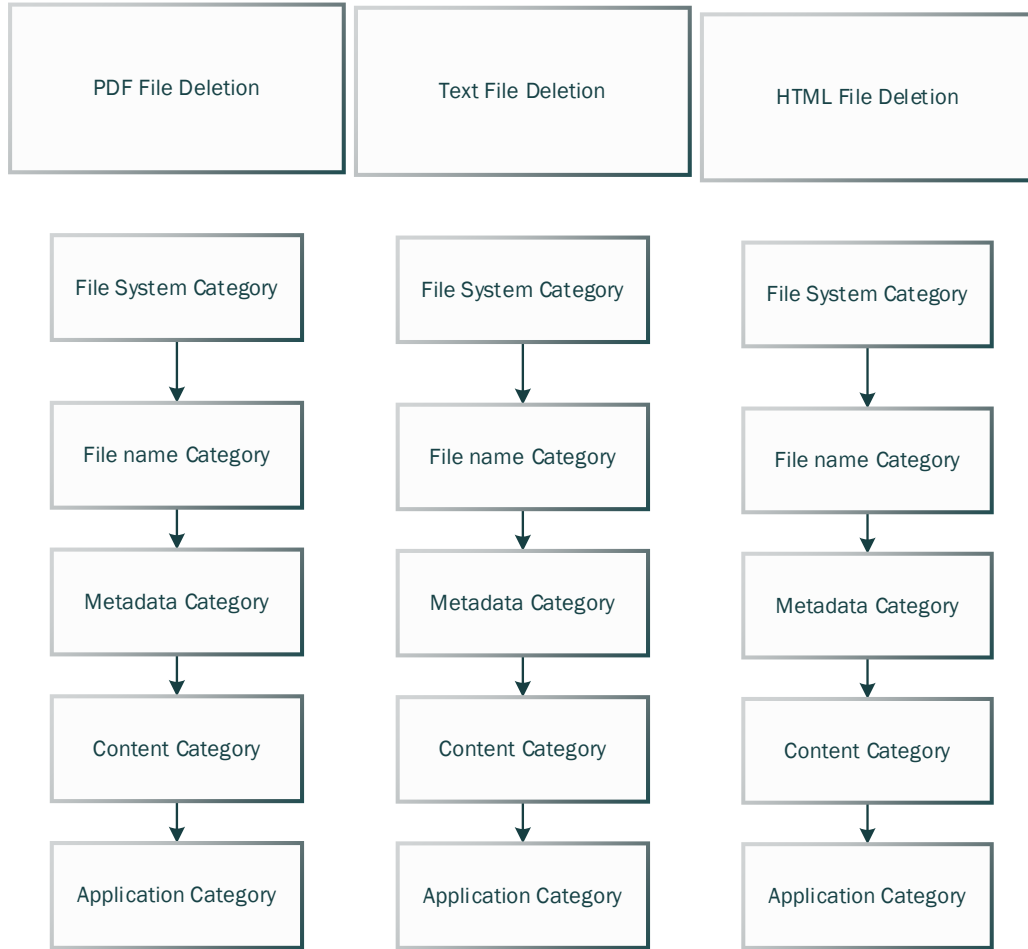 PDF File Deletion
Text File Deletion
HTML File Deletion
File System Category
File System Category
File System Category
File name Category
File name Category
File name Category
Metadata Category
Metadata Category
Metadata Category
Content Category
Content Category
Content Category
Application Category
Application Category
Application Category